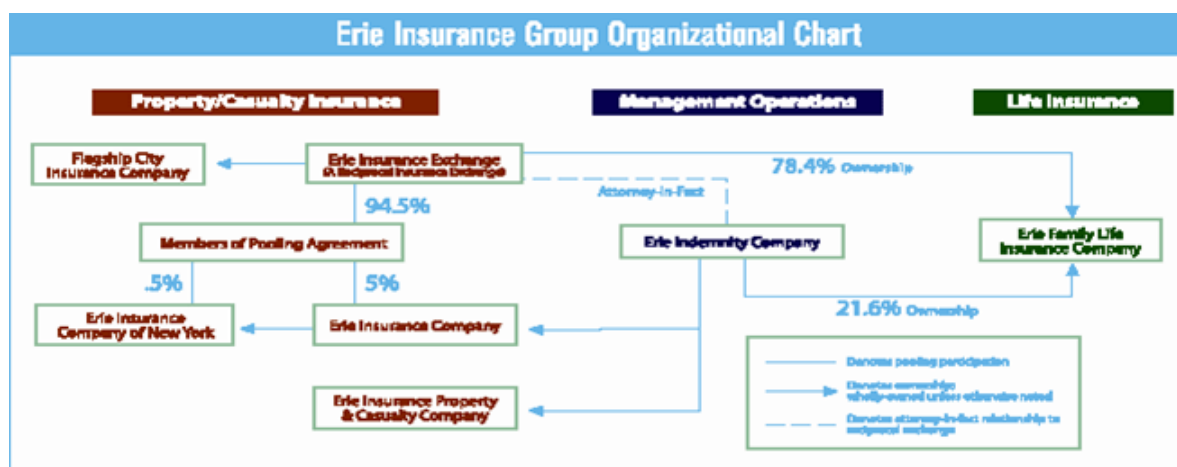 Erie Insurance Group Organizational Chart
Property/Casualty Insurance
Management Operations
Life Insurance
Flagship City
Insurance Company
Erie Insurance Exchange
(A Reciprocal Insurance Exchange)
78.4% Ownership
Attorney-in-Fact
94.5%
Members of Pooling Agreement
Erie Indemnity Company
Erie Family Life
Insurance Company
.5%
5%
21.6% Ownership
Erie Insurance
Company of New York
Erie Insurance Company
Erie Insurance Property
& Casualty Company
Denotes pooling participation
Denotes ownership;
wholly-owned unless otherwise noted
Denotes attorney-in-fact relationship to
reciprocal exchange